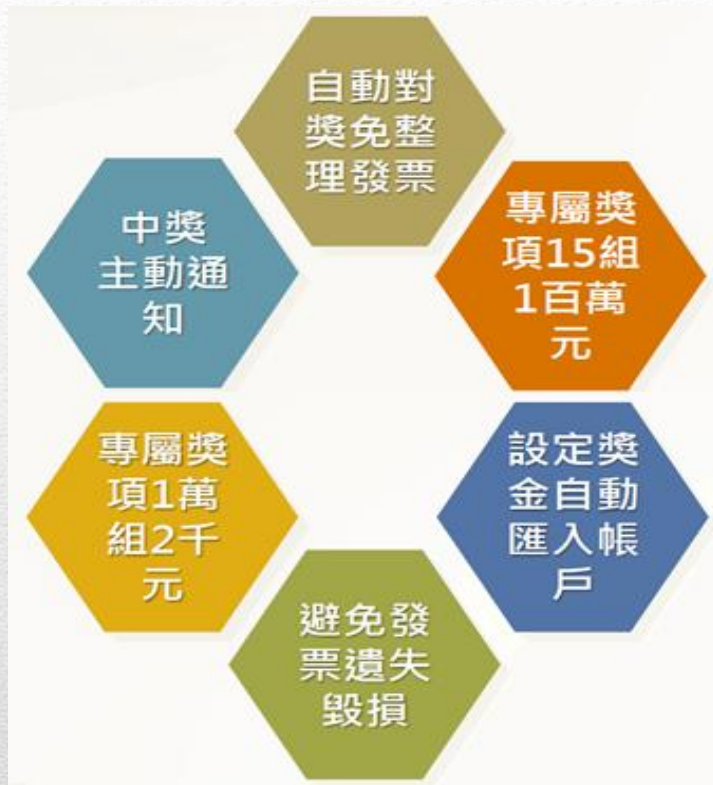 自動對
獎免整
理發票
專屬獎
項15組
1百萬
元
設定獎
金自動
匯入帳
戶
避免發
票遺失
毀損
專屬獎
項1萬
組2千
元
中獎
主動通
知